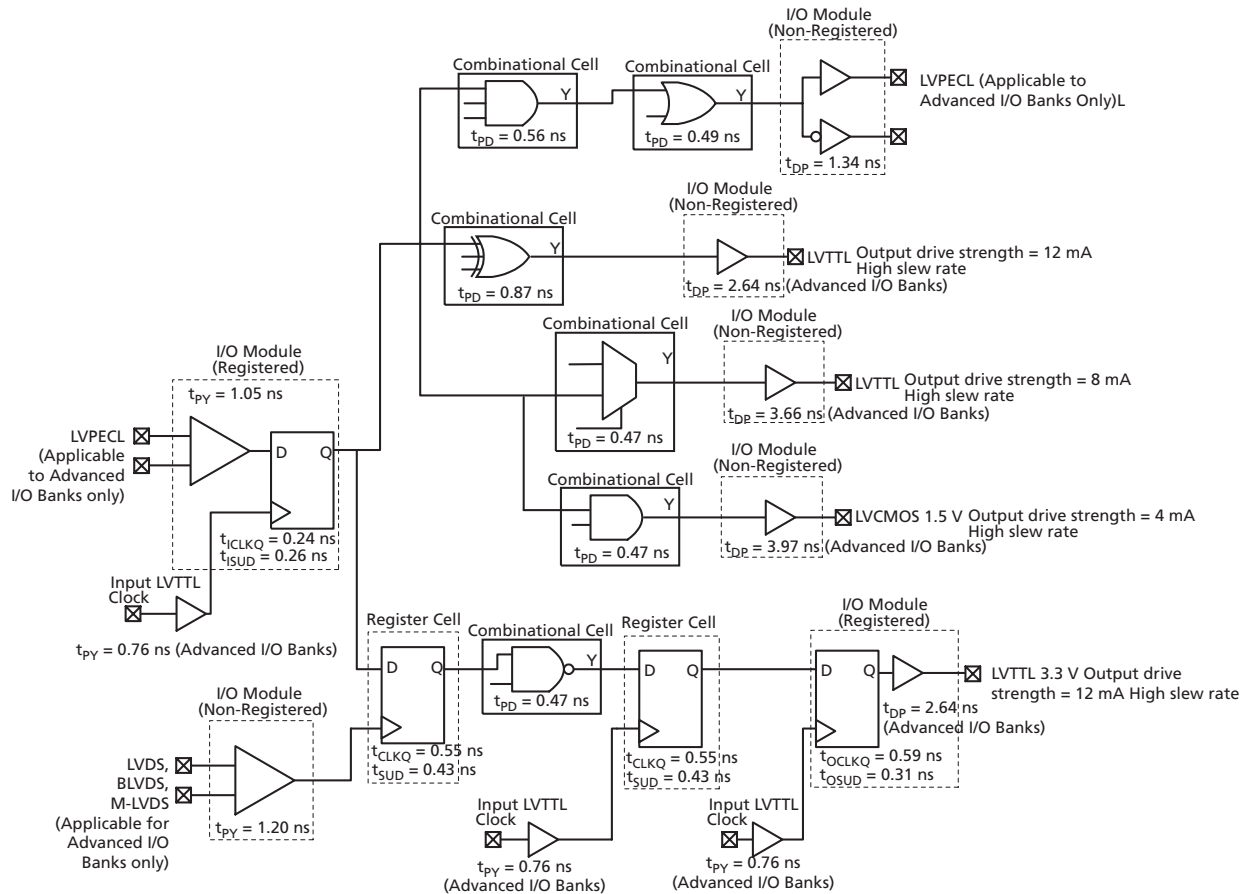 I/O Module
(Non-Registered)
Combinational Cell
Y
tPD = 0.56 ns
Combinational Cell
Y
tPD = 0.49 ns
tDP = 1.34 ns
LVPECL (Applicable to
Advanced I/O Banks Only)L
Combinational Cell
Y
tPD = 0.87 ns
I/O Module
(Non-Registered)
tDP = 2.64 ns (Advanced I/O Banks)
LVTTL Output drive strength = 12 mA
High slew rate
Combinational Cell
Y
tPD = 0.47 ns
I/O Module
(Non-Registered)
tDP = 3.66 ns (Advanced I/O Banks)
LVTTL Output drive strength = 8 mA
High slew rate
I/O Module
(Registered)
tPY = 1.05 ns
LVPECL
(Applicable
to Advanced
I/O Banks only)
D Q
tICLKQ = 0.24 ns
tISUD = 0.26 ns
Input LVTTL
Clock
tPY = 0.76 ns (Advanced I/O Banks)
Combinational Cell
Y
tPD = 0.47 ns
I/O Module
(Non-Registered)
tDP = 3.97 ns (Advanced I/O Banks)
LVCMOS 1.5 V Output drive strength = 4 mA
High slew rate
I/O Module
(Non-Registered)
LVDS,
BLVDS,
M-LVDS
(Applicable for
Advanced I/O
Banks only)
tPY = 1.20 ns
Register Cell
D Q
tCLKQ = 0.55 ns
tSUD = 0.43 ns
Combinational Cell
Y
tPD = 0.47 ns
Register Cell
D Q
tCLKQ = 0.55 ns
tSUD = 0.43 ns
Input LVTTL
Clock
tPY = 0.76 ns
(Advanced I/O Banks)
I/O Module
(Registered)
D Q
tDP = 2.64 ns
(Advanced I/O Banks)
tOCLKQ = 0.59 ns
tOSUD = 0.31 ns
LVTTL 3.3 V Output drive
strength = 12 mA High slew rate
Input LVTTL
Clock
tPY = 0.76 ns
(Advanced I/O Banks)